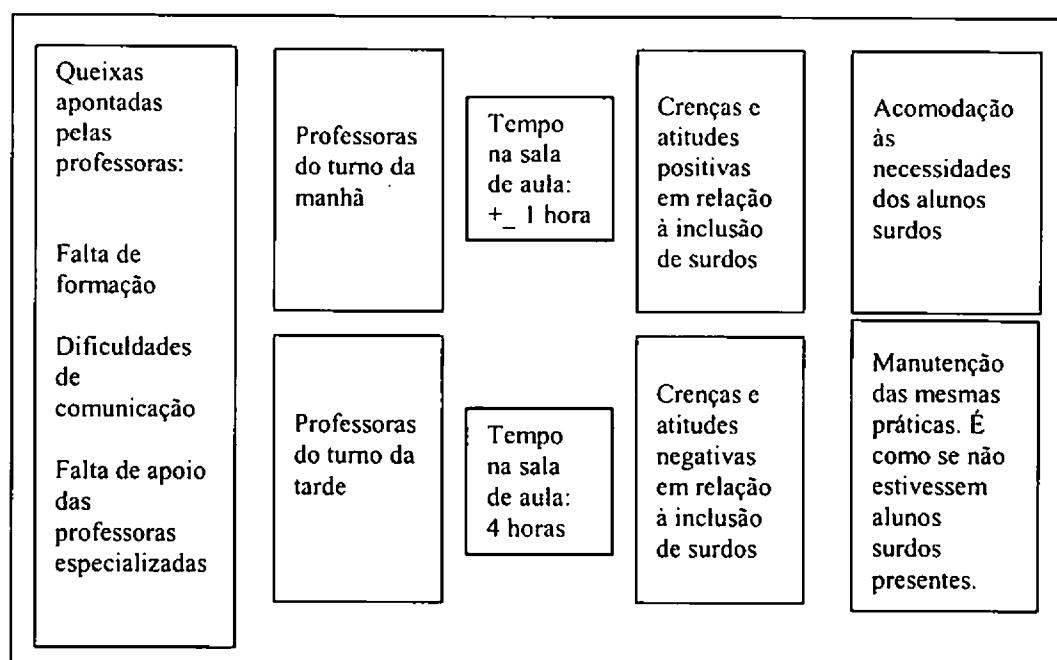 Queixas
apontadas
pelas
professoras:
Falta de
formação
Dificuldades
de
comunicação
Falta de apoio
das
professoras
especializadas
Professoras
do turno da
manhã
Tempo
na sala
de aula:
+_ 1 hora
Crenças e
atitudes
positivas
em relação
à inclusão
de surdos
Acomodação
às
necessidades
dos alunos
surdos
Professoras
do turno da
tarde
Tempo
na sala
de aula:
4 horas
Crenças e
atitudes
negativas
em relação
à inclusão
de surdos
Manutenção
das mesmas
práticas. É
como se não
estivessem
alunos
surdos
presentes.